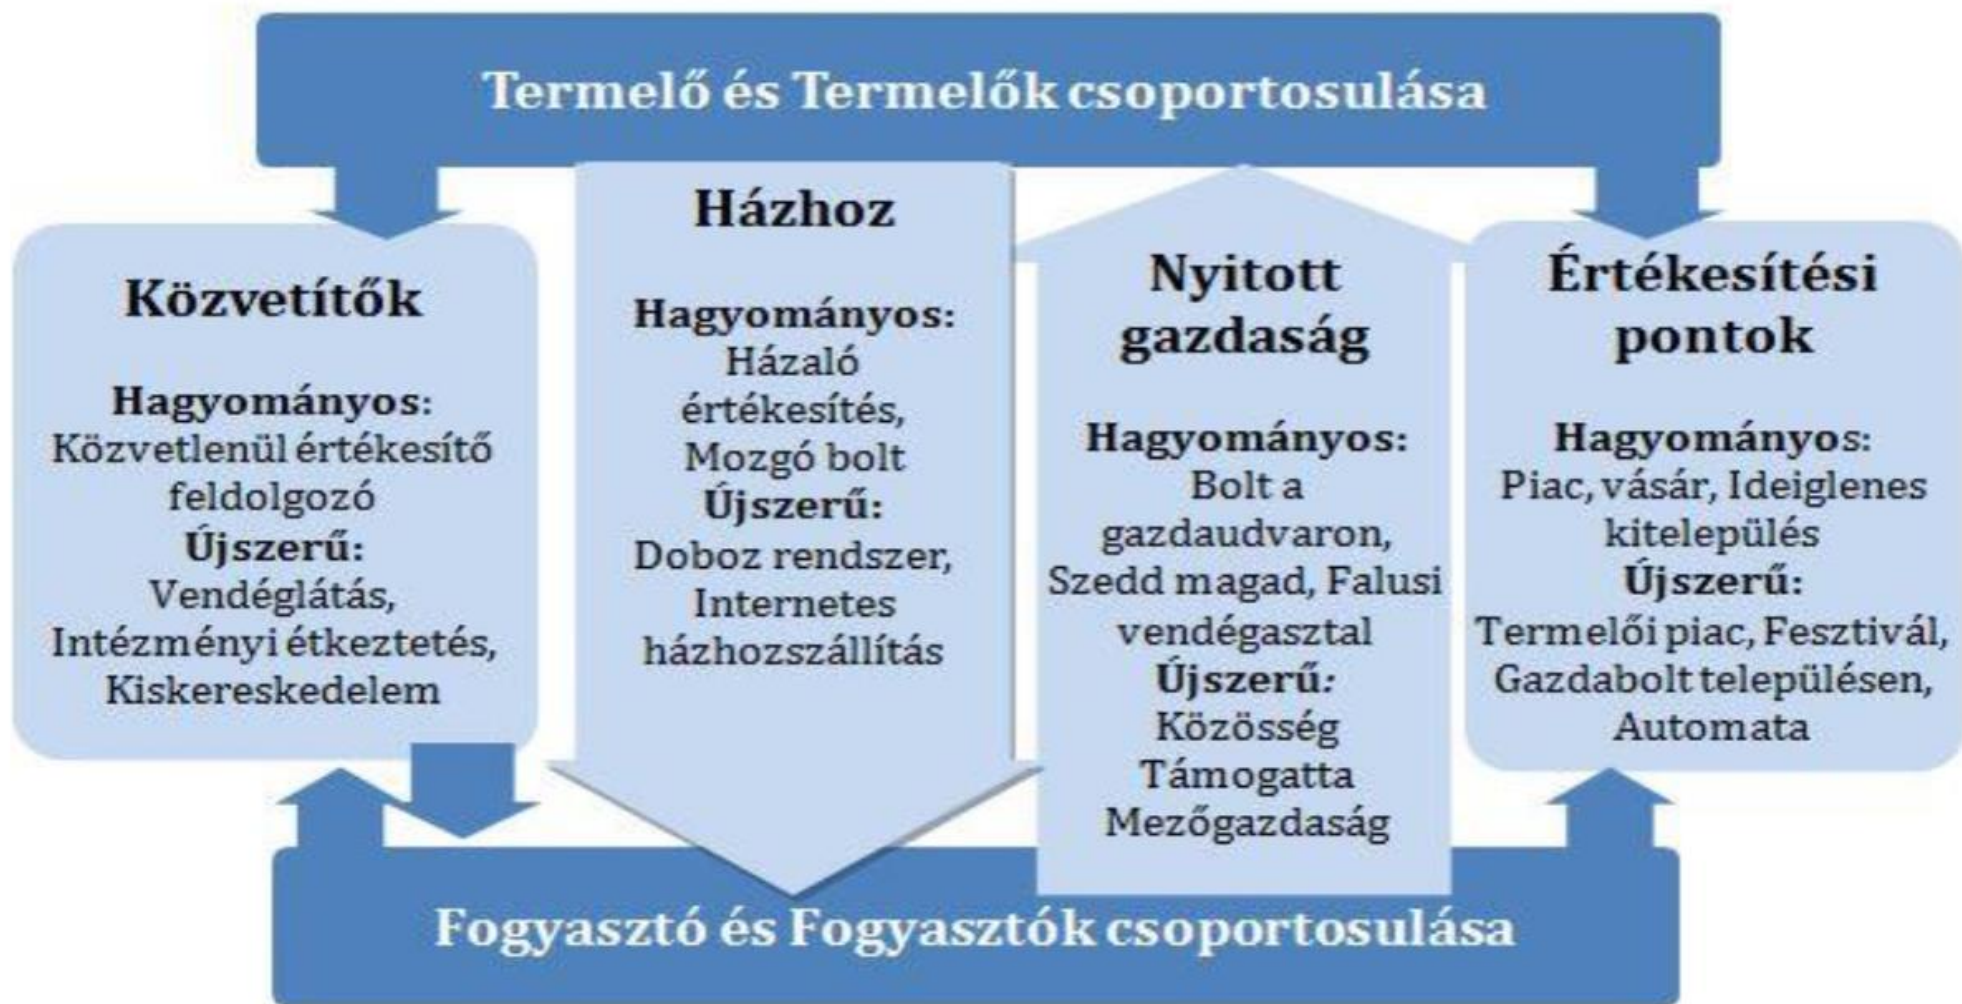 Termelő és Termelők csoportosulása
Közvetítők
Hagyományos:
Közvetlenül értékesítő
feldolgozó
Újszerű:
Vendéglátás,
Intézményi étkeztetés,
Kiskereskedelem
Házhoz
Hagyományos:
Házaló
értékesítés,
Mozgó bolt
Újszerű:
Doboz rendszer,
Internetes
házhozszállítás
Nyitott
gazdaság
Hagyományos:
Bolt a
gazdaudvaron,
Szedd magad, Falusi
vendégasztal
Újszerű:
Közösség
Támogatta
Mezőgazdaság
Értékesítési
pontok
Hagyományos:
Piac, vásár, Ideiglenes
kitelepülés
Újszerű:
Termelői piac, Fesztivál,
Gazdabolt településen,
Automata
Fogyasztó és Fogyasztók csoportosulása